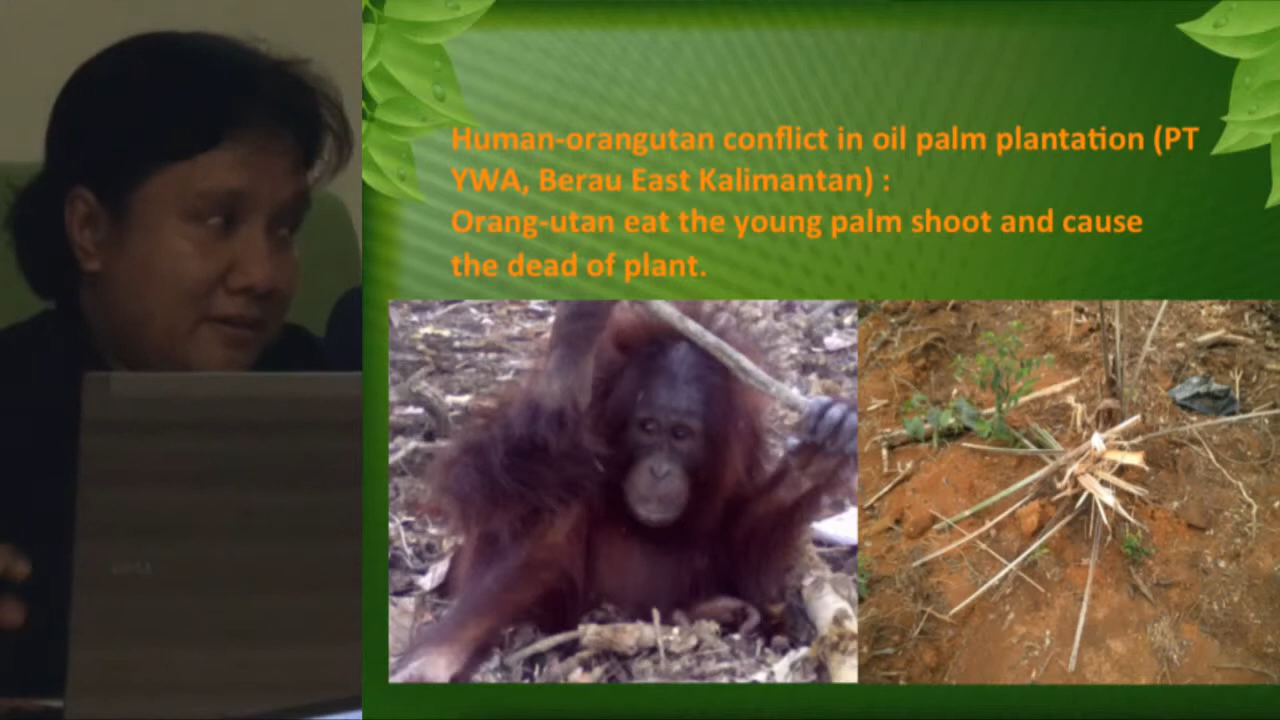 Human-orangutan conflict in oil palm plantation (PT
YWA, Berau East Kalimantan) :
Orang-utan eat the young palm shoot and cause
the dead of plant.